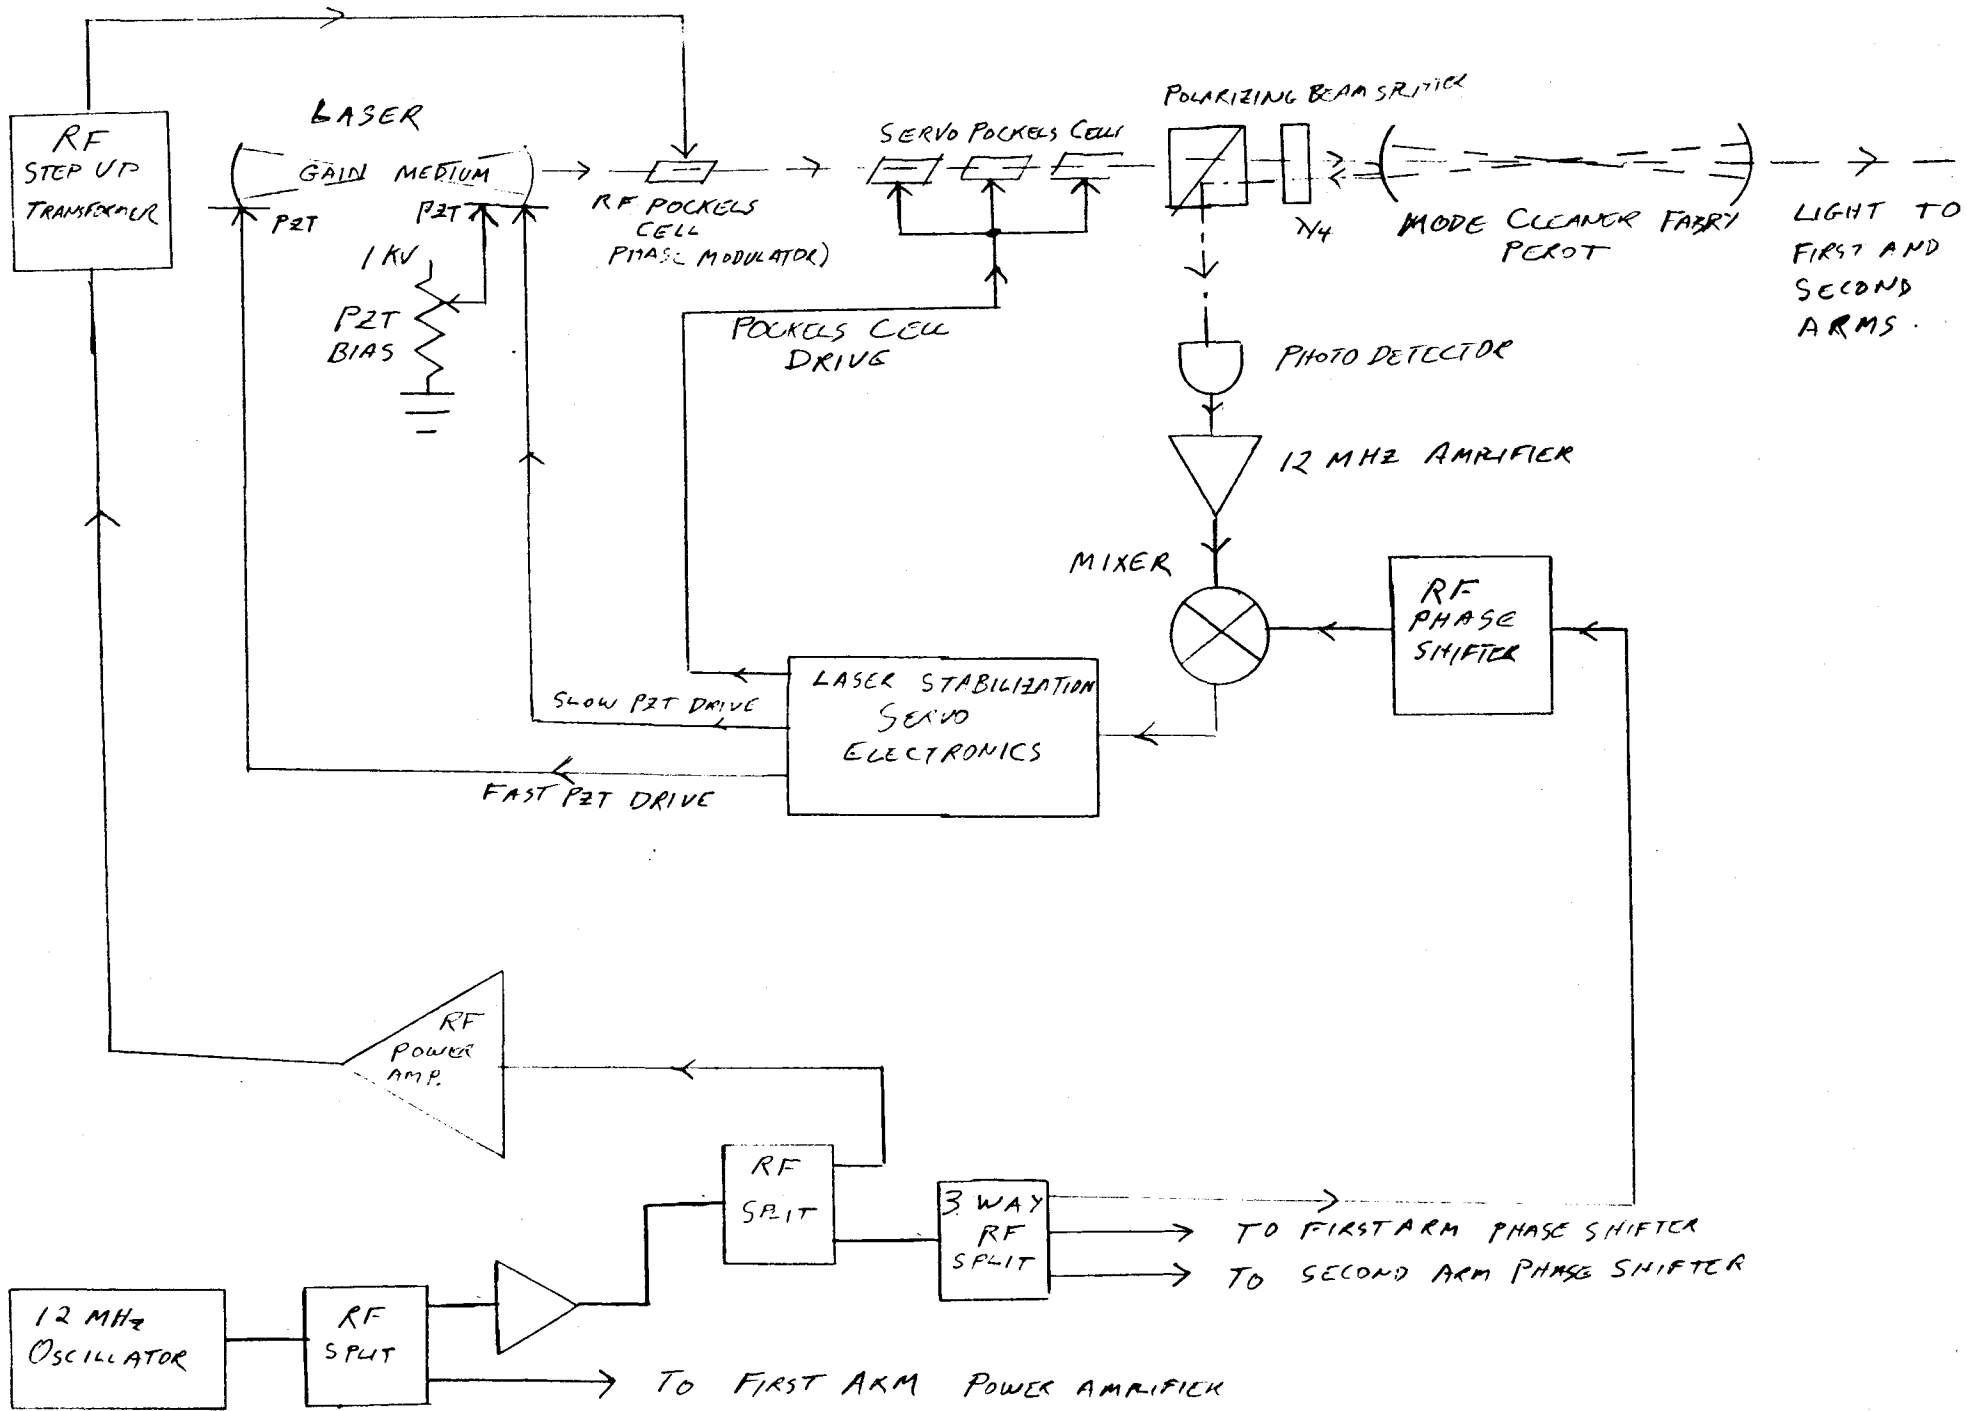 LASER
POLARIZING BEAM SPLITTER
SERVO POCKELS CELLS
RF
STEP UP
TRANSFORMER
GAIN MEDIUM
PZT
PZT
RF POCKELS
CELL
PHASE MODULATOR)
λ/4
MODE CLEANER FABRY
PEROT
LIGHT TO
FIRST AND
SECOND
ARMS.
1 KV
PZT
BIAS
POCKELS CELL
DRIVE
PHOTO DETECTOR
12 MHZ AMPLIFIER
MIXER
RF
PHASE
SHIFTER
LASER STABILIZATION
SERVO
ELECTRONICS
SLOW PZT DRIVE
FAST PZT DRIVE
RF
POWER
AMP.
RF
SPLIT
3 WAY
RF
SPLIT
TO FIRST ARM PHASE SHIFTER
TO SECOND ARM PHASE SHIFTER
12 MHz
OSCILLATOR
RF
SPLIT
TO FIRST ARM POWER AMPLIFIER